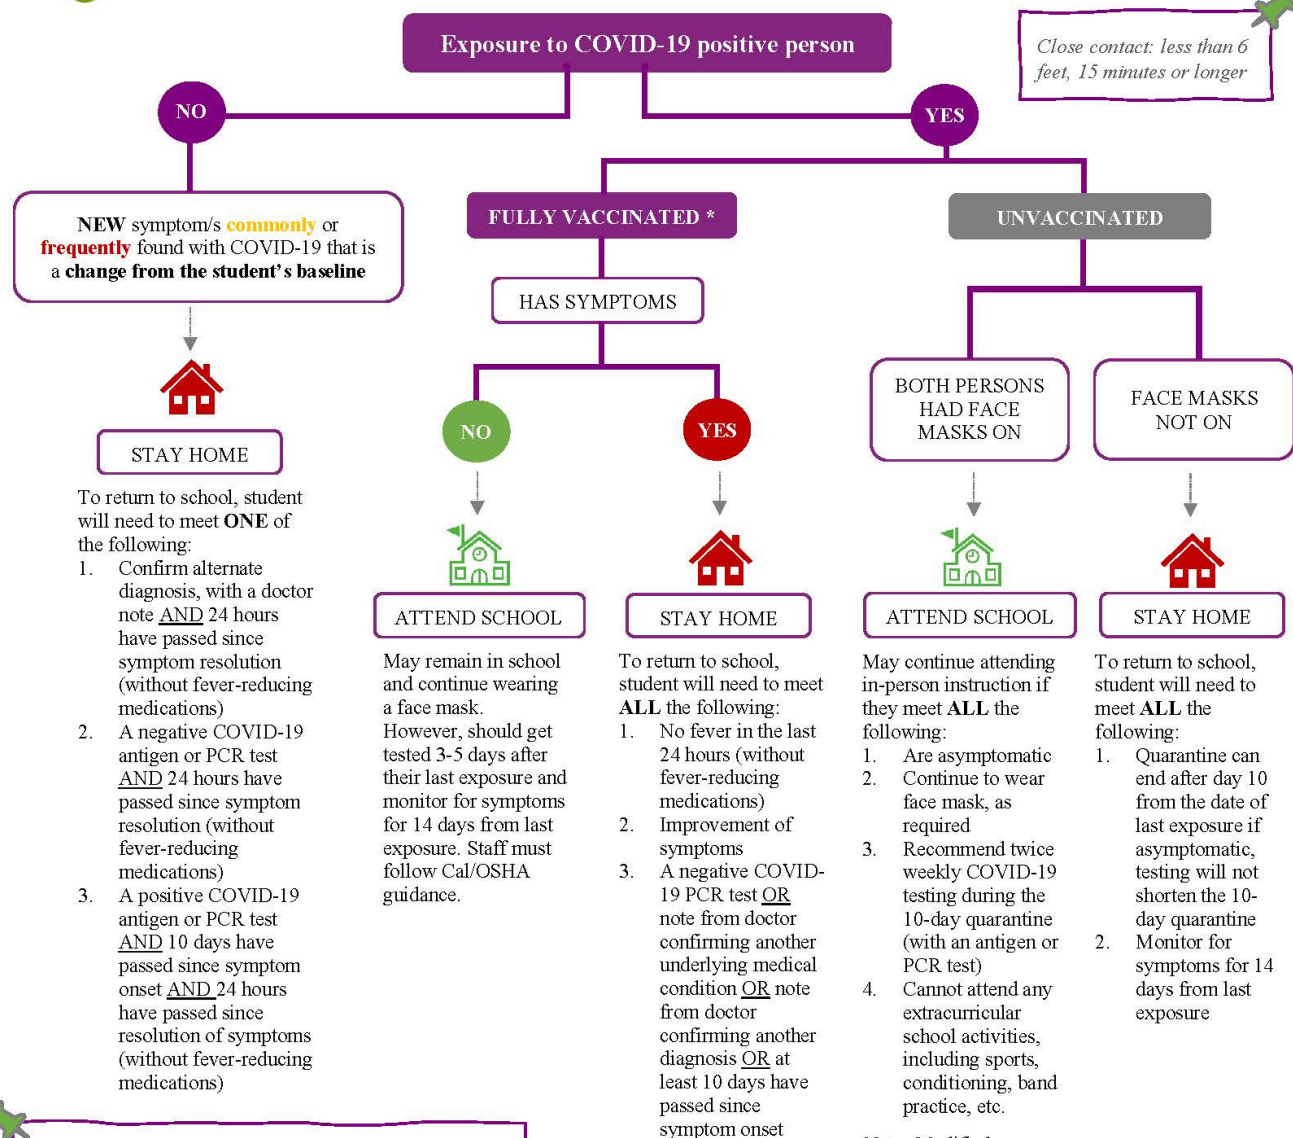 Exposure to COVID-19 positive person
Close contact: less than 6
feet, 15 minutes or longer
NO
YES
NEW symptom/s commonly or
frequently found with COVID-19 that is
a change from the student's baseline
STAY HOME
To return to school, student
will need to meet ONE of
the following:
1. Confirm alternate
diagnosis, with a doctor
note AND 24 hours
have passed since
symptom resolution
(without fever-reducing
medications)
2. A negative COVID-19
antigen or PCR test
AND 24 hours have
passed since symptom
resolution (without
fever-reducing
medications)
3. A positive COVID-19
antigen or PCR test
AND 10 days have
passed since symptom
onset AND 24 hours
have passed since
resolution of symptoms
(without fever-reducing
medications)
FULLY VACCINATED *
HAS SYMPTOMS
NO
ATTEND SCHOOL
May remain in school
and continue wearing
a face mask.
However, should get
tested 3-5 days after
their last exposure and
monitor for symptoms
for 14 days from last
exposure. Staff must
follow Cal/OSHA
guidance.
YES
STAY HOME
To return to school,
student will need to meet
ALL the following:
1. No fever in the last
24 hours (without
fever-reducing
medications)
2. Improvement of
symptoms
3. A negative COVID-
19 PCR test OR
note from doctor
confirming another
underlying medical
condition OR note
from doctor
confirming another
diagnosis OR at
least 10 days have
passed since
symptom onset
UNVACCINATED
BOTH PERSONS
HAD FACE
MASKS ON
ATTEND SCHOOL
May continue attending
in-person instruction if
they meet ALL the
following:
1. Are asymptomatic
2. Continue to wear
face mask, as
required
3. Recommend twice
weekly COVID-19
testing during the
10-day quarantine
(with an antigen or
PCR test)
4. Cannot attend any
extracurricular
school activities,
including sports,
conditioning, band
practice, etc.
FACE MASKS
NOT ON
STAY HOME
To return to school,
student will need to
meet ALL the
following:
1. Quarantine can
end after day 10
from the date of
last exposure if
asymptomatic,
testing will not
shorten the 10-
day quarantine
2. Monitor for
symptoms for 14
days from last
exposure